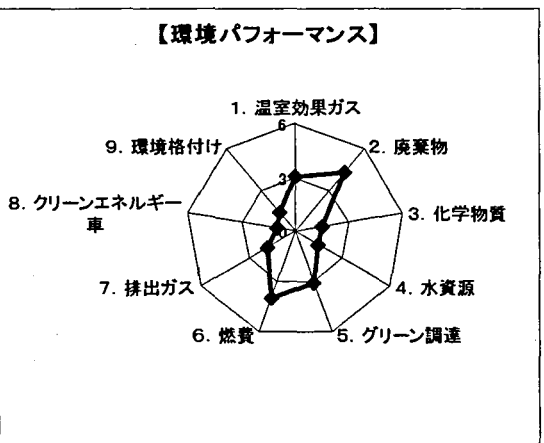 【環境パフォーマンス】
1. 温室効果ガス
6
9. 環境格付け
2. 廃棄物
3
8. クリーンエネルギー
車
3. 化学物質
0
7. 排出ガス
4. 水資源
6. 燃費
5. グリーン調達